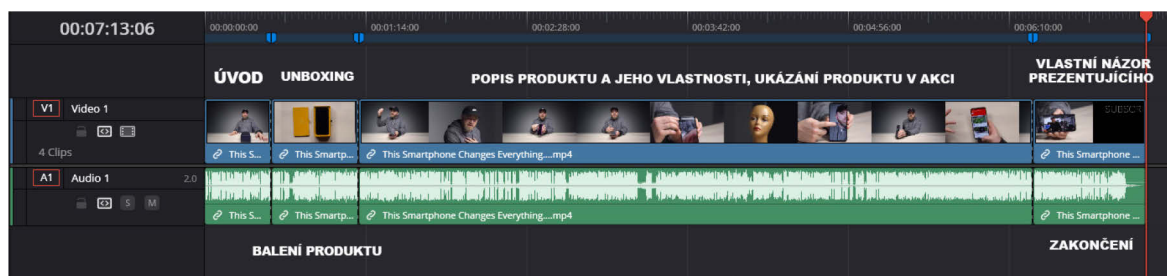 00:07:13:06
00:00:00:00 00:01:14:00 00:02:28:00 00:03:42:00 00:04:56:00 00:06:10:00
ÚVOD UNBOXING POPIS PRODUKTU A JEHO VLASTNOSTI, UKÁZÁNÍ PRODUKTU V AKCI
VLASTNÍ NÁZOR
PREZENTUJÍCÍHO
V1 Video 1
SUBSCR
4 Clips
This S... This Smartp... This Smartphone Changes Everything....mp4 This Smartphone ...
A1 Audio 1 2.0
S M
This S... This Smartp... This Smartphone Changes Everything....mp4 This Smartphone ...
BALENÍ PRODUKTU ZAKONČENÍ